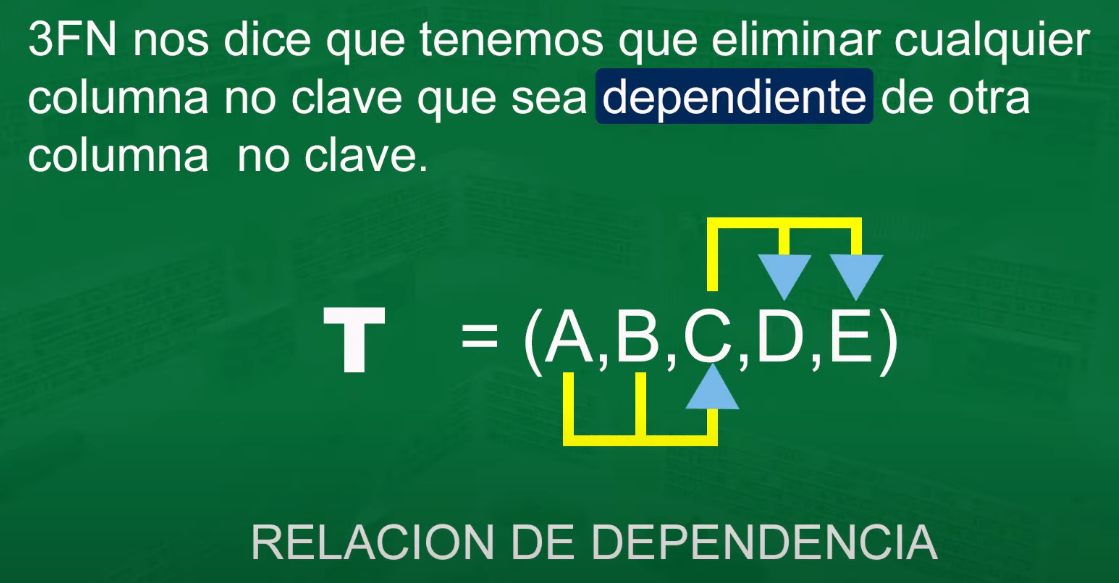 3FN nos dice que tenemos que eliminar cualquier
columna no clave que sea dependiente de otra
columna no clave.
T = (A,B,C,D,E)
RELACION DE DEPENDENCIA